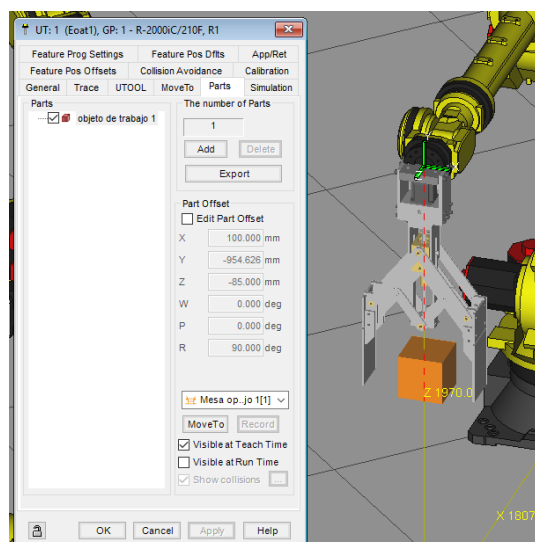 UT: 1 (Eoat1), GP: 1 - R-2000iC/210F, R1
Feature Prog Settings Feature Pos Dflts App/Ret
Feature Pos Offsets Collision Avoidance Calibration
General Trace UTOOL MoveTo Parts Simulation
Parts
objeto de trabajo 1
The number of Parts
1
Add Delete
Export
Part Offset
Edit Part Offset
X 100.000 mm
Y -954.626 mm
Z -85.000 mm
W 0.000 deg
P 0.000 deg
R 90.000 deg
Mesa op..jo 1[1]
MoveTo Record
Visible at Teach Time
Visible at Run Time
Show collisions ...
OK Cancel Apply Help
Z
Z 1970.0
X 1807